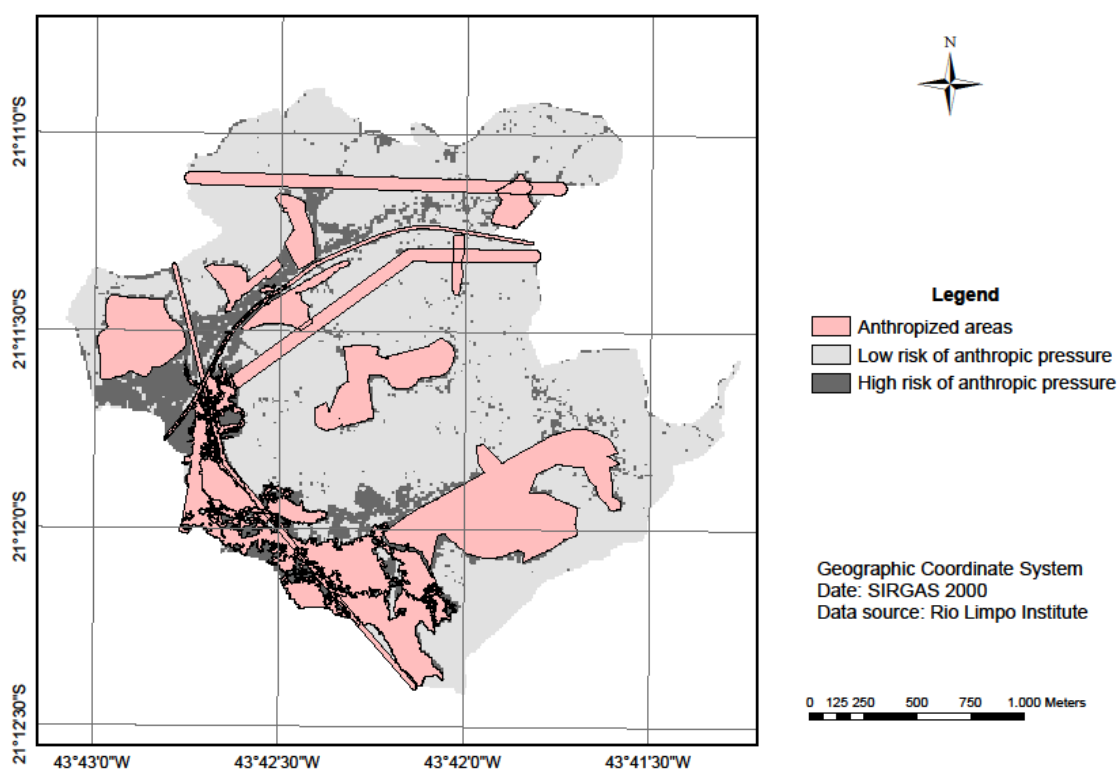 N
21°11'0"S
21°11'30"S
21°12'0"S
21°12'30"S
43°43'0"W
43°42'30"W
43°42'0"W
43°41'30"W
Legend
Anthropized areas
Low risk of anthropic pressure
High risk of anthropic pressure
Geographic Coordinate System
Date: SIRGAS 2000
Data source: Rio Limpo Institute
0 125 250 500 750 1.000 Meters